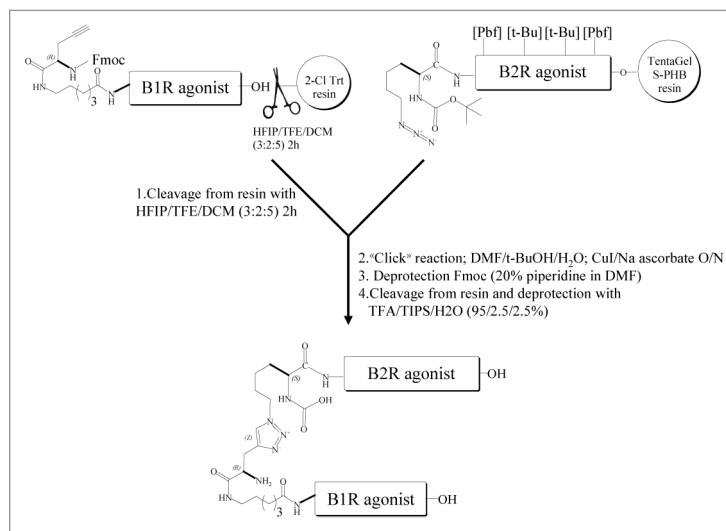 [Pbf] [t-Bu] [t-Bu] [Pbf]
(R)
Fmoc
N
H
O
O
HN
3
N
H
B1R agonist
OH
2-Cl Trt
resin
HFIP/TFE/DCM
(3:2:5) 2h
O
C
(S)
N
H
B2R agonist
O
TentaGel
S-PHB
resin
NH
O
C
O
N N⁺ N⁻
1.Cleavage from resin with
HFIP/TFE/DCM (3:2:5) 2h
2.“Click” reaction; DMF/t-BuOH/H₂O; CuI/Na ascorbate O/N
3. Deprotection Fmoc (20% piperidine in DMF)
4.Cleavage from resin and deprotection with
TFA/TIPS/H2O (95/2.5/2.5%)
O
C
(S)
N
H
B2R agonist
OH
NH
OH
O
N
N⁺
N⁻
(Z)
(R)
O
NH₂
HN
3
O
C
N
H
B1R agonist
OH